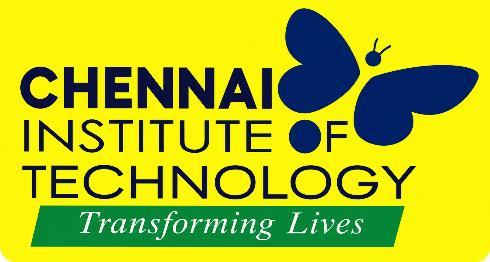 CHENNAI
INSTITUTE OF
TECHNOLOGY
Transforming Lives